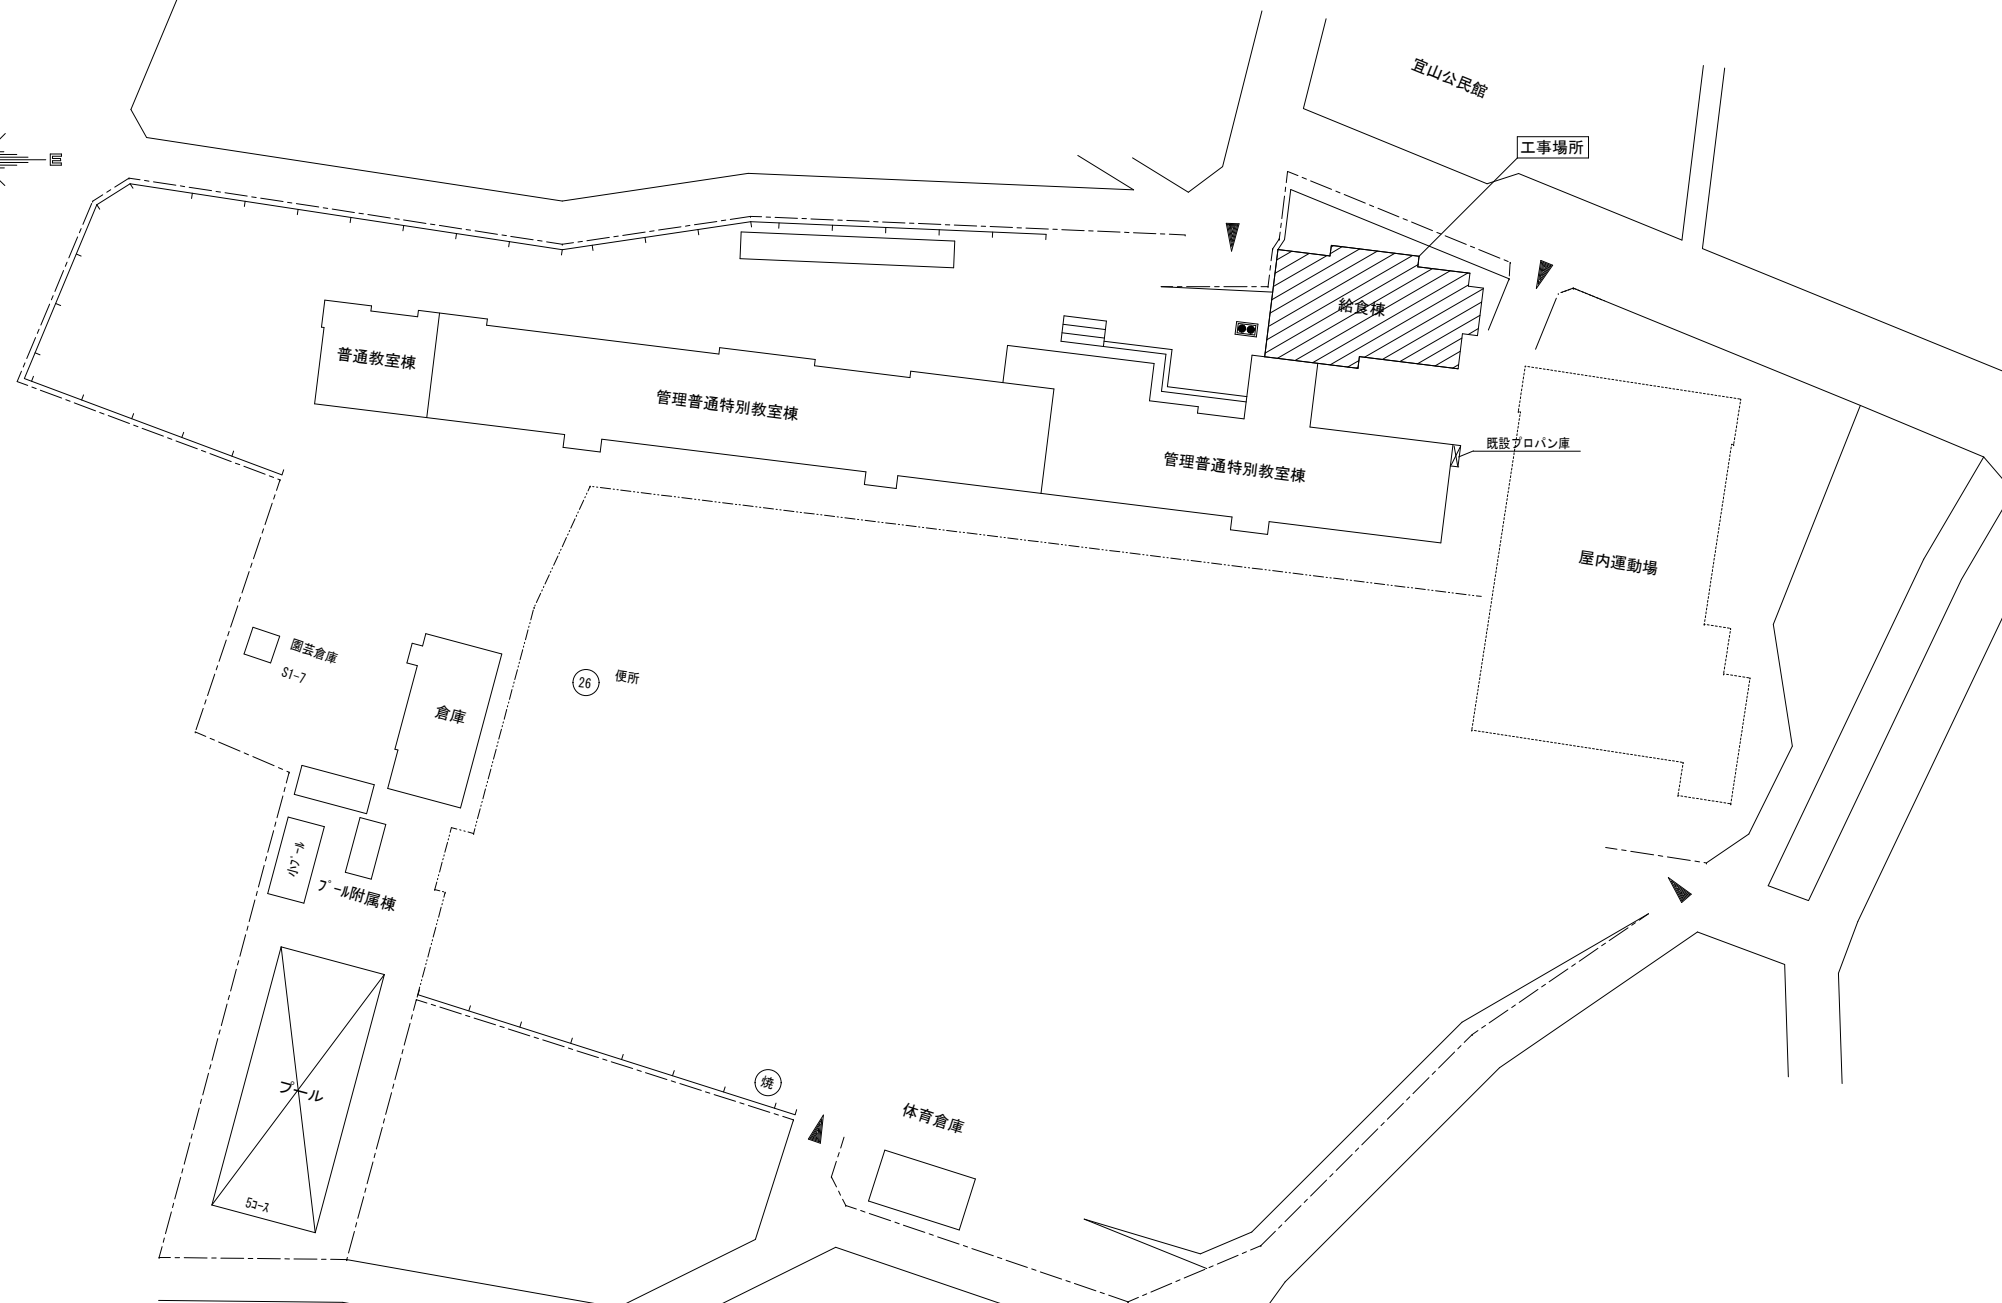 宜山公民館
工事場所
E
給食棟
普通教室棟
管理普通特別教室棟
既設プロパン庫
管理普通特別教室棟
屋内運動場
園芸倉庫
S1-7
26
便所
倉庫
小プール
プール附属棟
プール
焼
体育倉庫
5コース